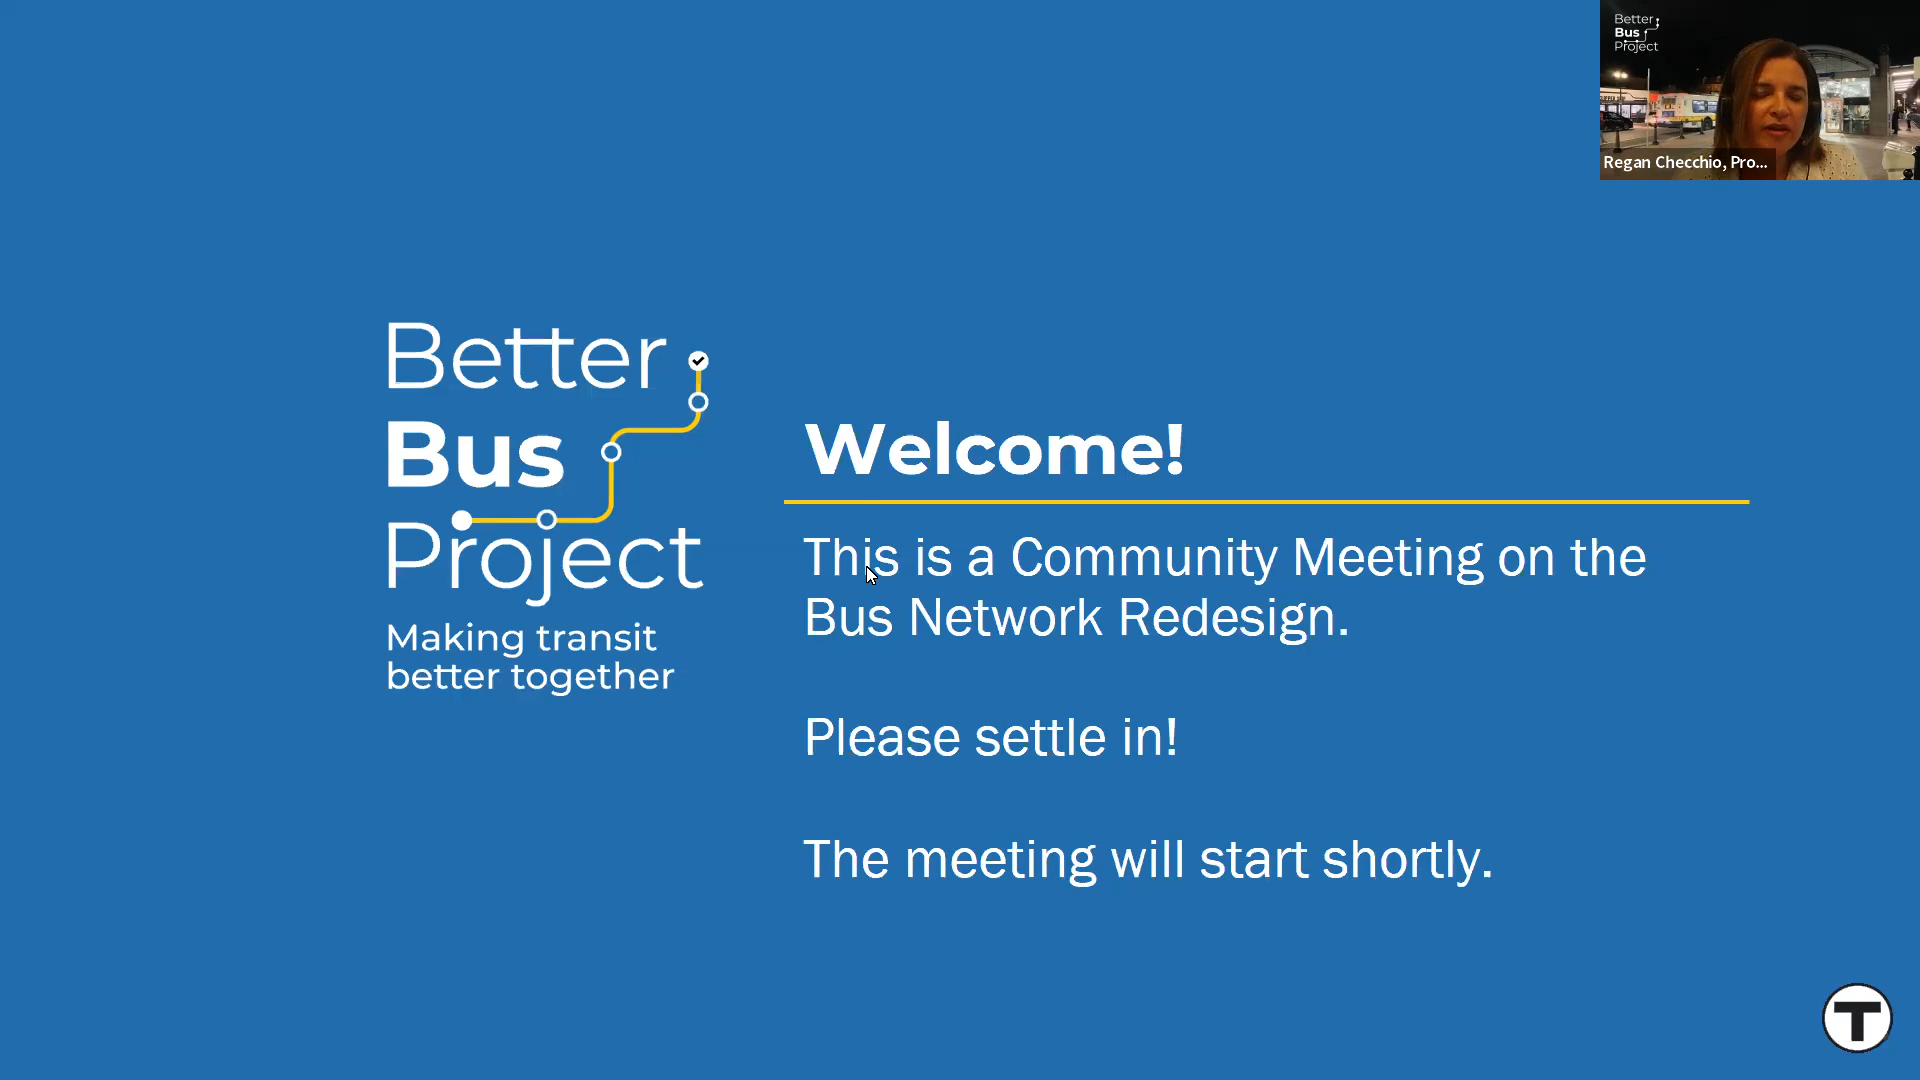 Better
Bus
Project
Regan Checchio, Pro...
Better
Bus
Project
Making transit
better together
Welcome!
This is a Community Meeting on the
Bus Network Redesign.
Please settle in!
The meeting will start shortly.
T